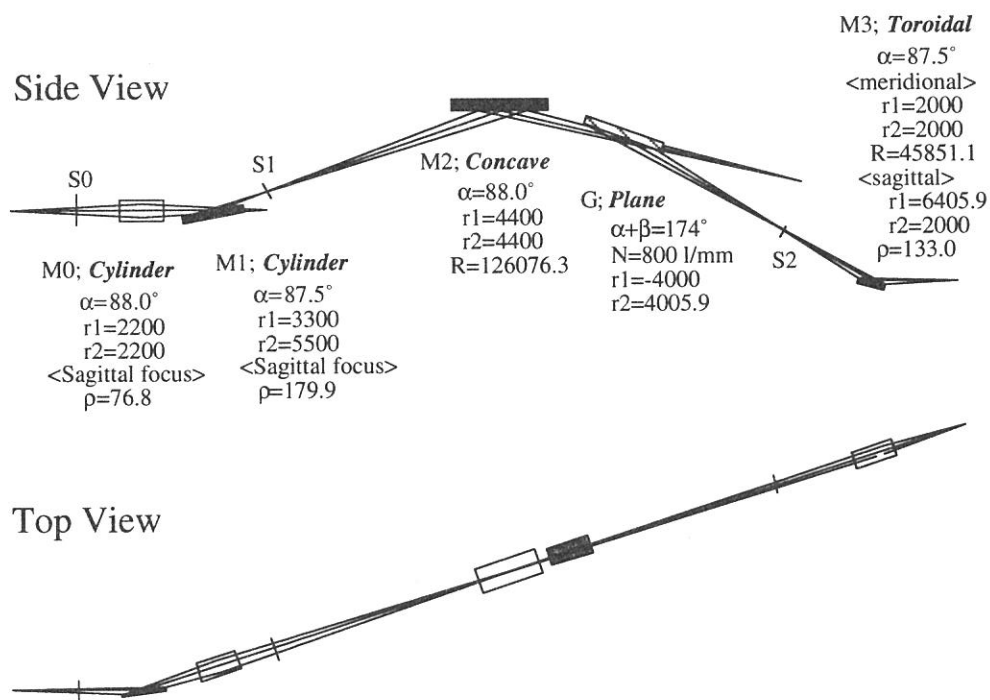 Side View
S0
S1
M0; Cylinder
α=88.0°
r1=2200
r2=2200
<Sagittal focus>
ρ=76.8
M1; Cylinder
α=87.5°
r1=3300
r2=5500
<Sagittal focus>
ρ=179.9
M2; Concave
α=88.0°
r1=4400
r2=4400
R=126076.3
G; Plane
α+β=174°
N=800 l/mm
r1=-4000
r2=4005.9
S2
M3; Toroidal
α=87.5°
<meridional>
r1=2000
r2=2000
R=45851.1
<sagittal>
r1=6405.9
r2=2000
ρ=133.0
Top View